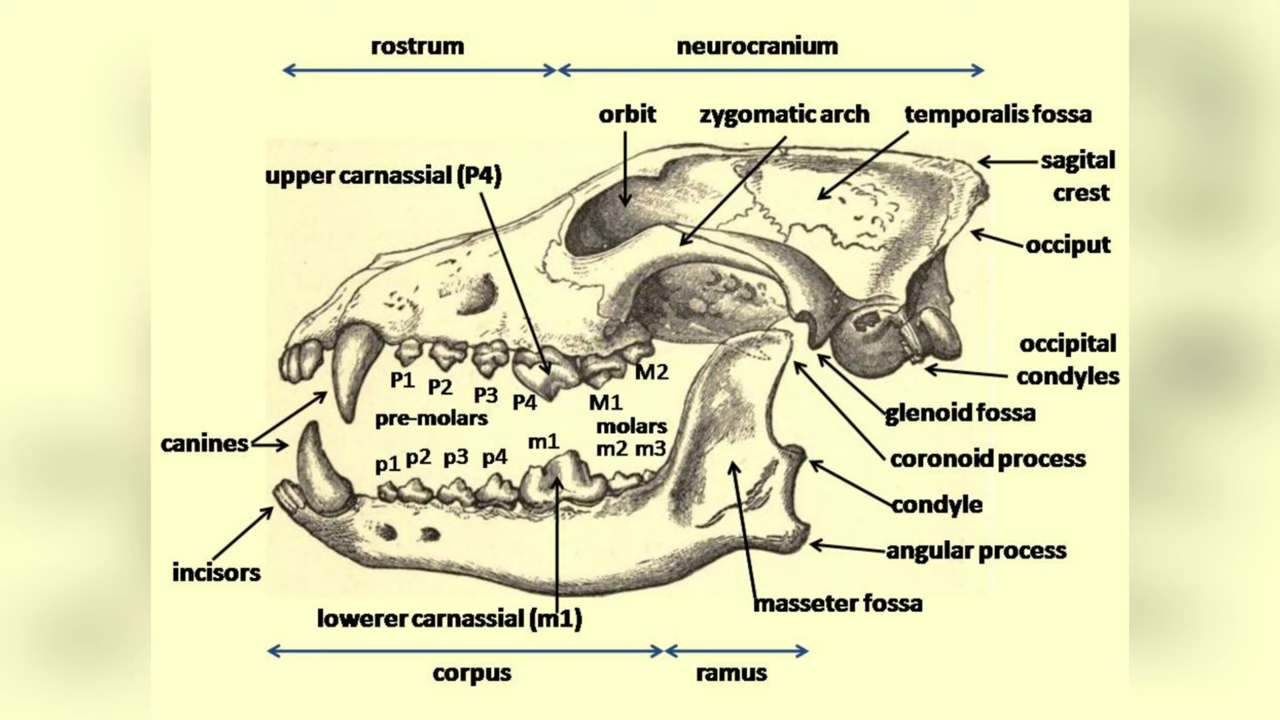 rostrum
neurocranium
orbit
zygomatic arch
temporalis fossa
upper carnassial (P4)
sagital
crest
occiput
occipital
condyles
P1 P2 P3 P4 M1 M2
pre-molars
molars
canines
p1 p2 p3 p4 m1 m2 m3
glenoid fossa
coronoid process
condyle
angular process
incisors
masseter fossa
lowerer carnassial (m1)
corpus
ramus